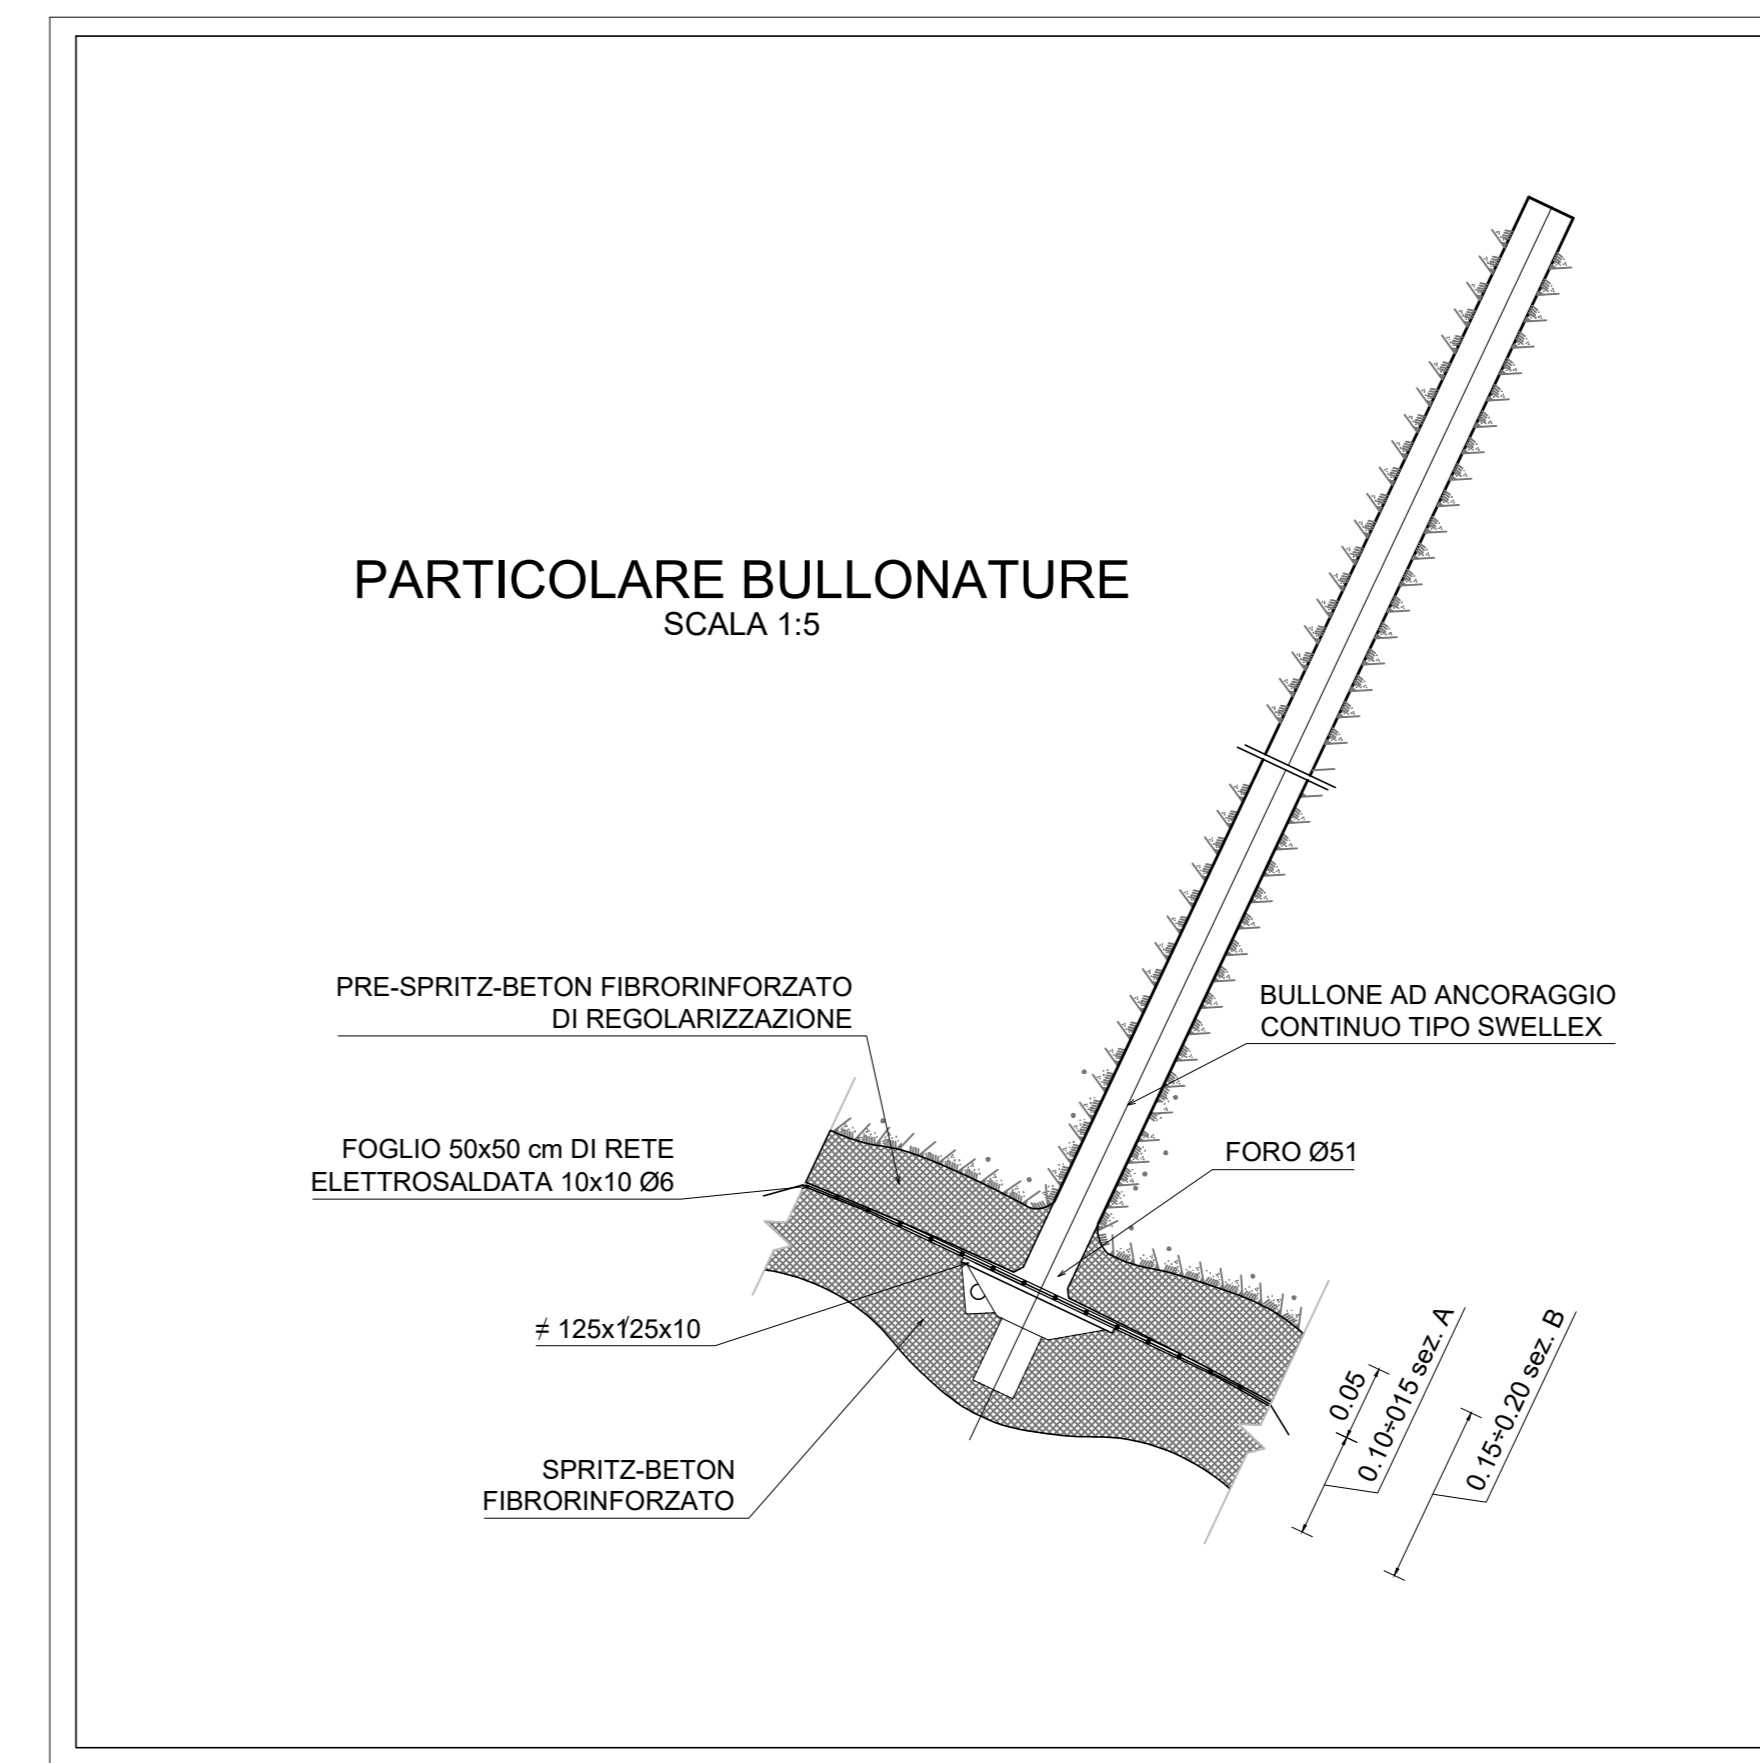 PARTICOLARE BULLONATURE
SCALA 1:5
PRE-SPRITZ-BETON FIBRORINFORZATO
DI REGOLARIZZAZIONE
BULLONE AD ANCORAGGIO
CONTINUO TIPO SWELLEX
FOGLIO 50x50 cm DI RETE
ELETTROSALDATA 10x10 Ø6
FORO Ø51
≠ 125x125x10
SPRITZ-BETON
FIBRORINFORZATO
0.05
0.10÷015 sez. A
0.15÷0.20 sez. B